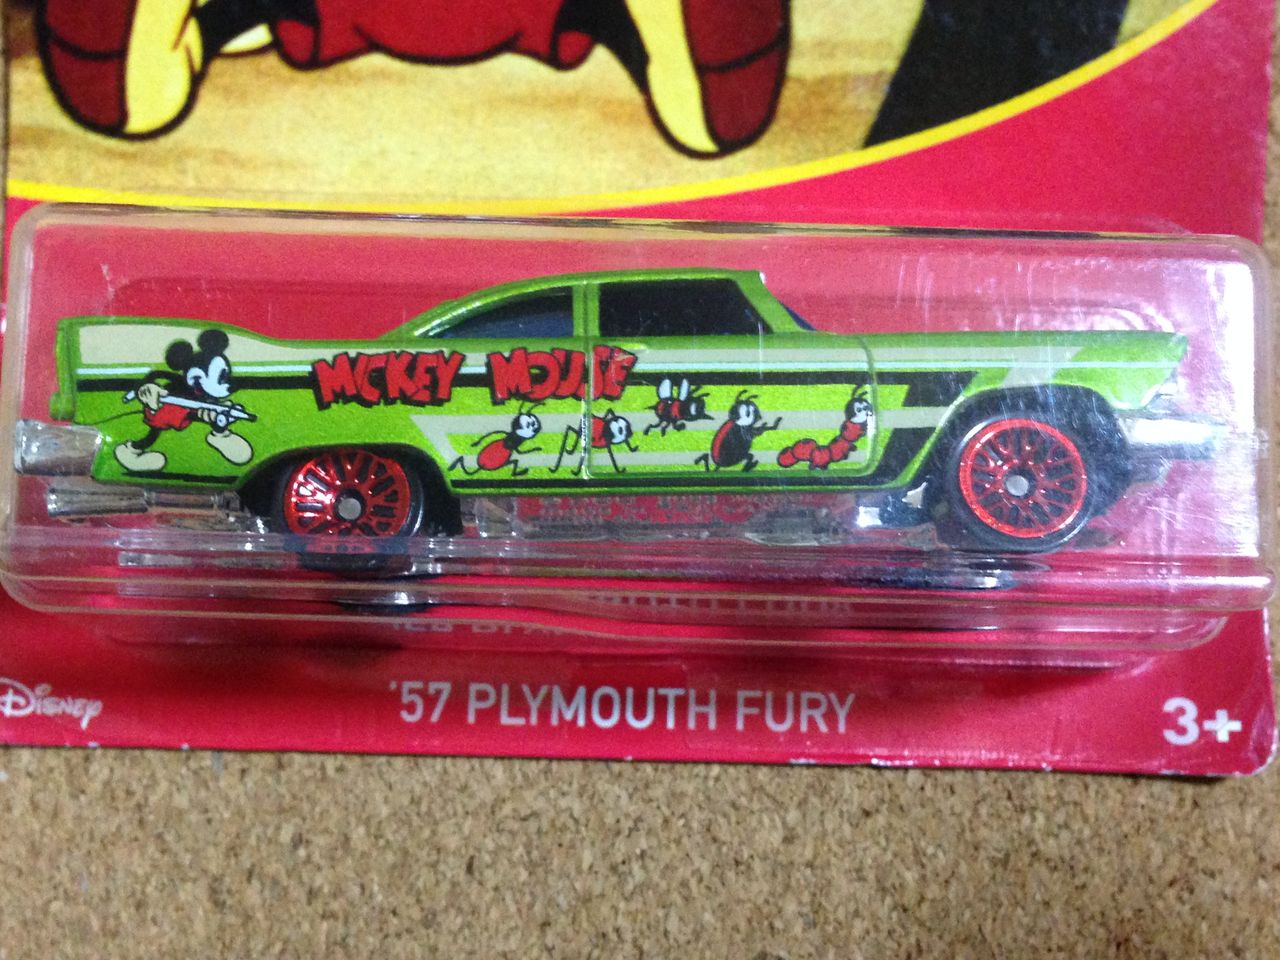 MICKEY MOUSE
Disney
'57 PLYMOUTH FURY
3+